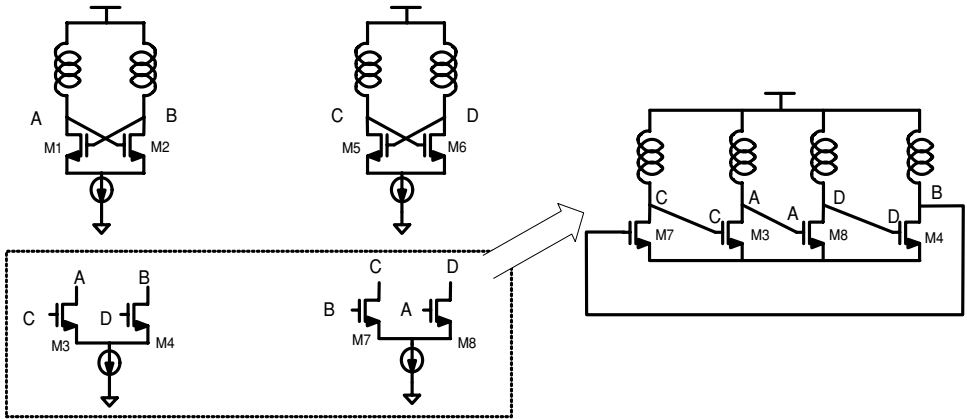 A B
M1 M2
C D
M5 M6
A B
C D
M3 M4
C D
B A
M7 M8
C A D B
C A D
M7 M3 M8 M4